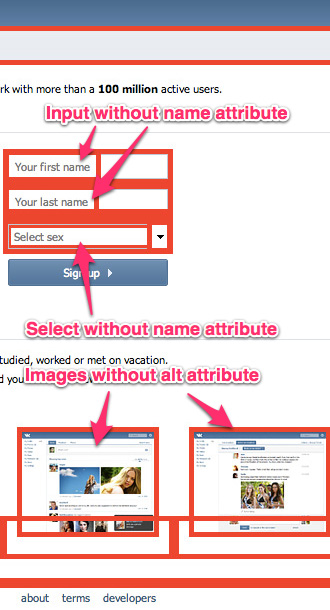 rk with more than a 100 million active users.
Input without name attribute
Your first name
Your last name
Select sex
Sign up
Select without name attribute
tudied, worked or met on vacation.
d you
Images without alt attribute
about terms developers